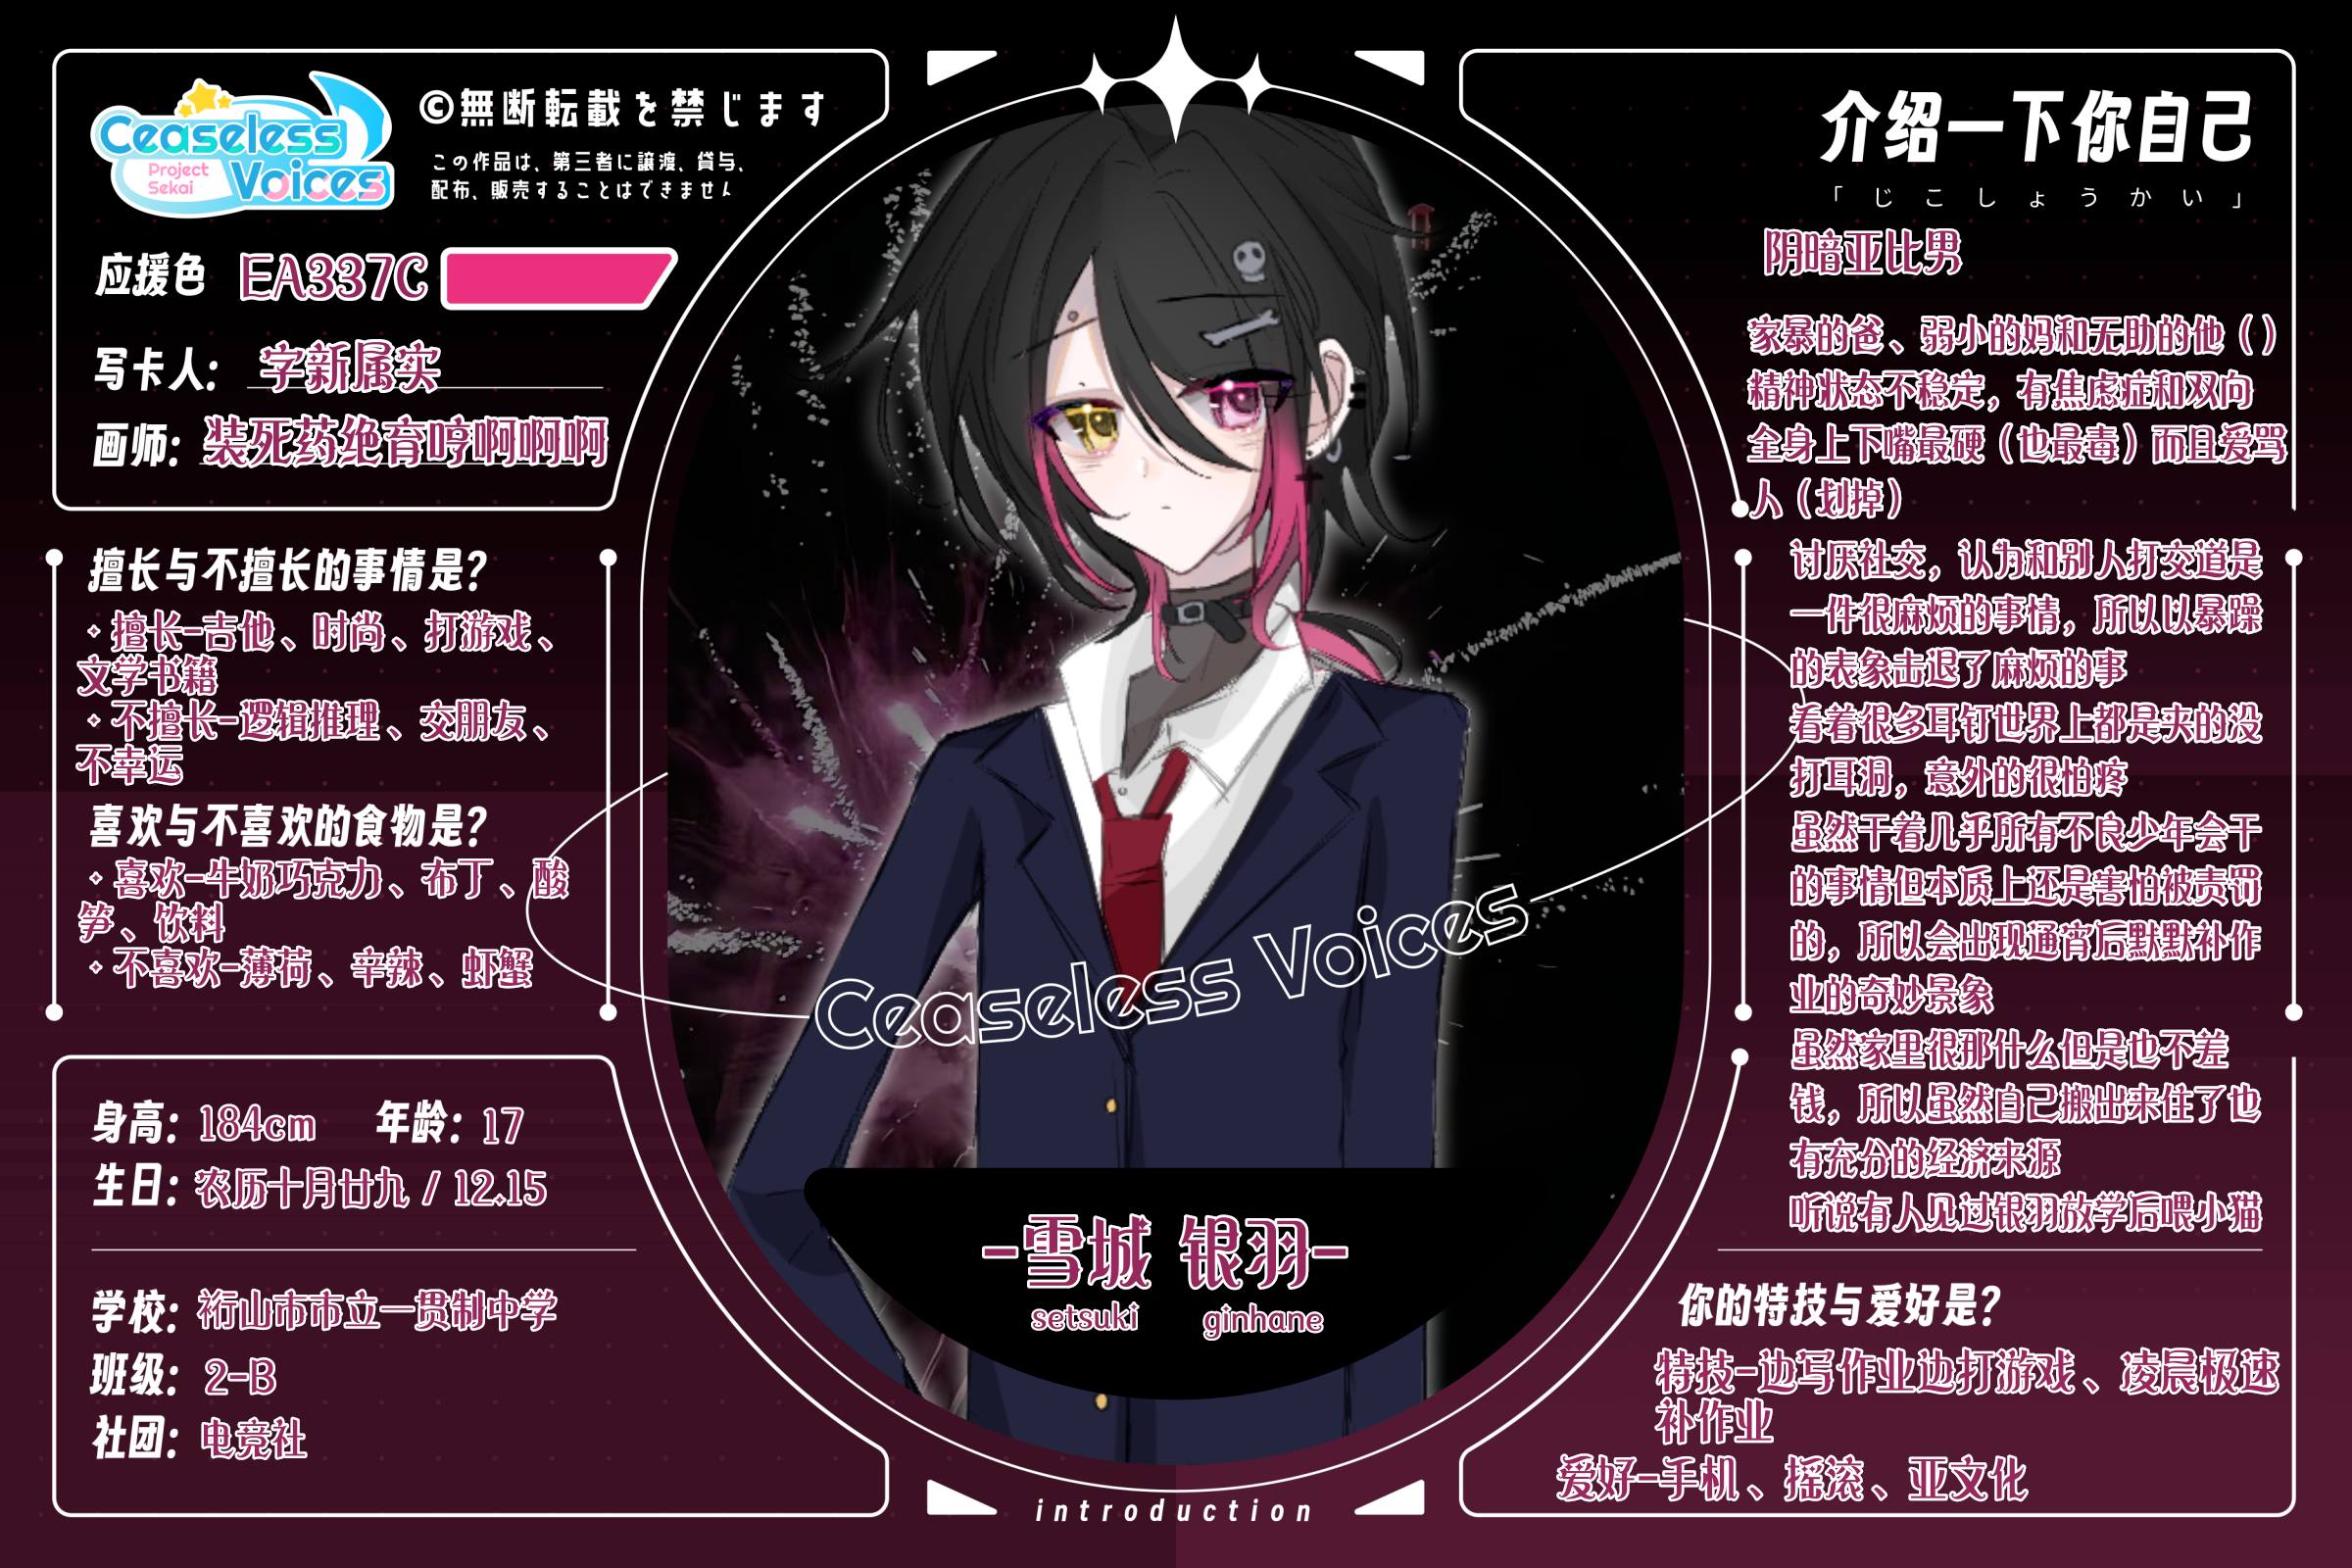 Ceaseless
Project
Sekai
Voices
©無断転載を禁じます
この作品は、第三者に譲渡、貸与、
配布、販売することはできません
应援色 EA337C
写卡人: 字新属实
画师: 装死药绝育哼啊啊啊
擅长与不擅长的事情是?
·擅长-吉他、时尚、打游戏、
文学书籍
·不擅长-逻辑推理、交朋友、
不幸运
喜欢与不喜欢的食物是?
·喜欢-牛奶巧克力、布丁、酸
笋、饮料
·不喜欢-薄荷、辛辣、虾蟹
身高: 184cm 年龄: 17
生日: 农历十月廿九 / 12.15
学校: 裄山市市立一贯制中学
班级: 2-B
社团: 电竞社
Ceaseless Voices
-雪城 银羽-
setsuki ginhane
introduction
介绍一下你自己
「じこしょうかい」
阴暗亚比男
家暴的爸、弱小的妈和无助的他（）
精神状态不稳定，有焦虑症和双向
全身上下嘴最硬（也最毒）而且爱骂
人（划掉）
讨厌社交，认为和别人打交道是
一件很麻烦的事情，所以以暴躁
的表象击退了麻烦的事
看着很多耳钉世界上都是夹的没
打耳洞，意外的很怕疼
虽然干着几乎所有不良少年会干
的事情但本质上还是害怕被责罚
的，所以会出现通宵后默默补作
业的奇妙景象
虽然家里很那什么但是也不差
钱，所以虽然自己搬出来住了也
有充分的经济来源
听说有人见过银羽放学后喂小猫
你的特技与爱好是?
特技-边写作业边打游戏、凌晨极速
补作业
爱好-手机、摇滚、亚文化